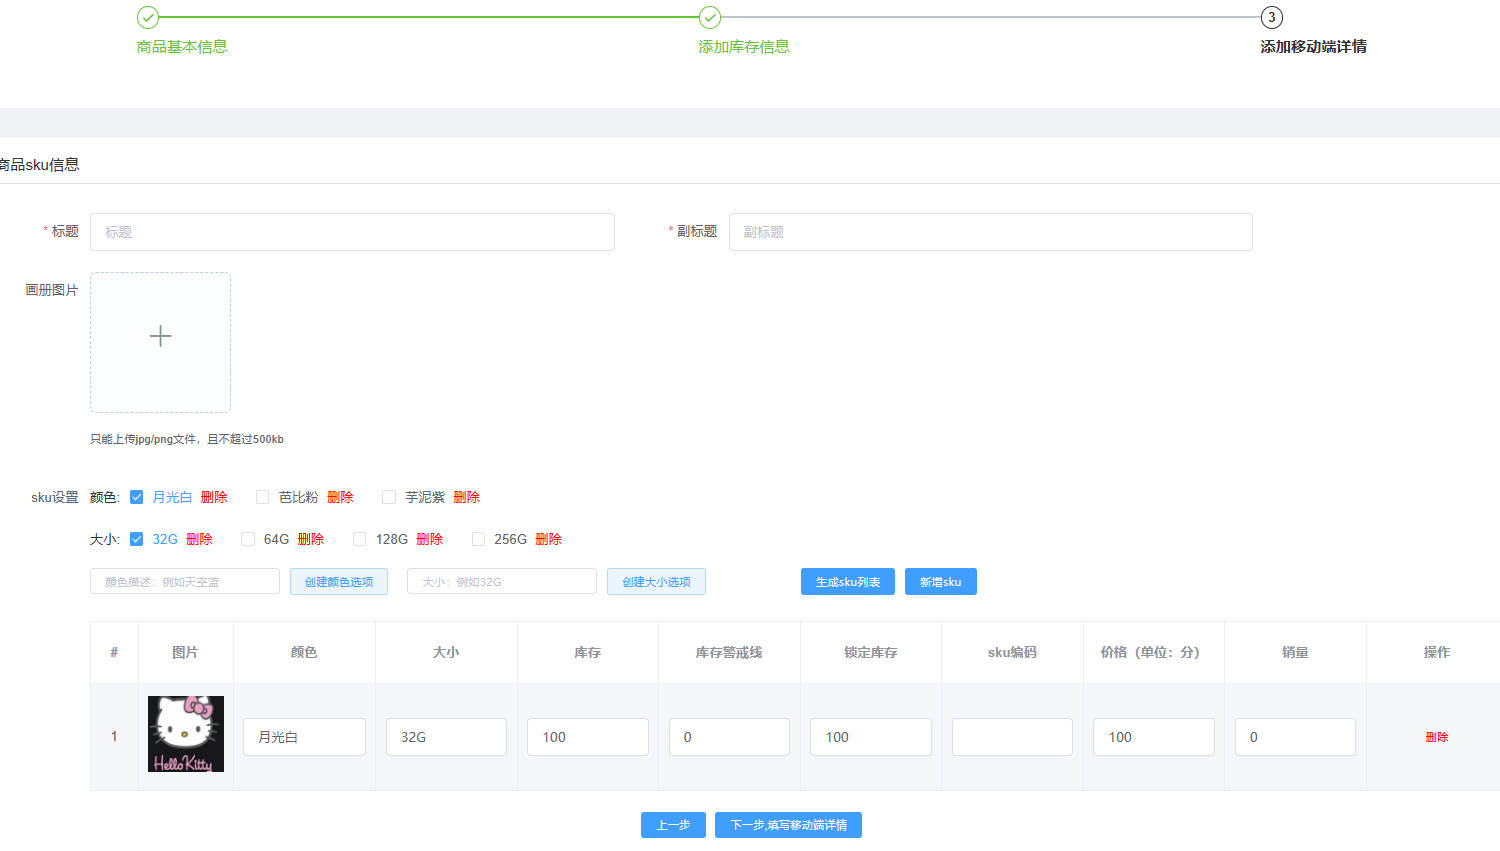 3
商品基本信息 添加库存信息 添加移动端详情
商品sku信息
* 标题 标题 * 副标题 副标题
画册图片
只能上传jpg/png文件，且不超过500kb
sku设置 颜色: 月光白 删除 芭比粉 删除 芋泥紫 删除
大小: 32G 删除 64G 删除 128G 删除 256G 删除
颜色描述：例如天空蓝 创建颜色选项 大小：例如32G 创建大小选项 生成sku列表 新增sku
# 图片 颜色 大小 库存 库存警戒线 锁定库存 sku编码 价格（单位：分） 销量 操作
1 月光白 32G 100 0 100 100 0 删除
Hello Kitty
上一步 下一步,填写移动端详情